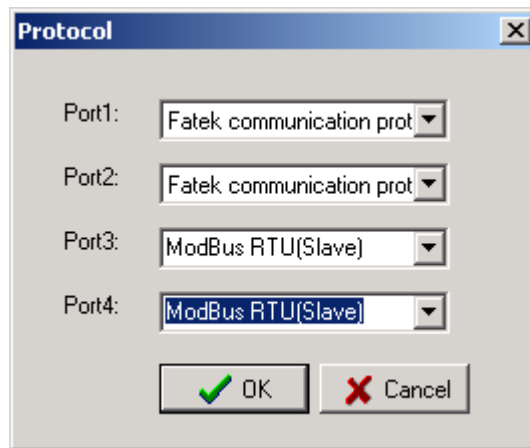 Protocol
Port1: Fatek communication prot
Port2: Fatek communication prot
Port3: ModBus RTU(Slave)
Port4: ModBus RTU(Slave)
OK Cancel